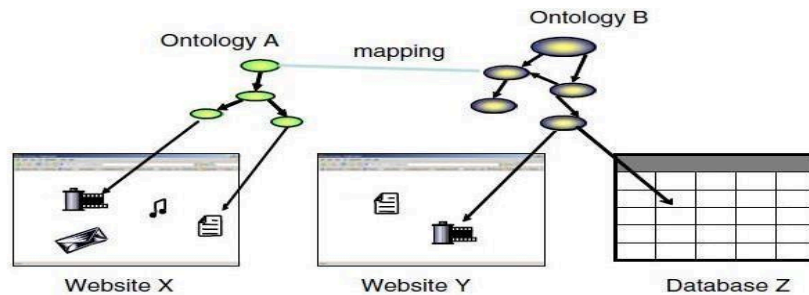 Ontology B
Ontology A
mapping
Website X
Website Y
Database Z